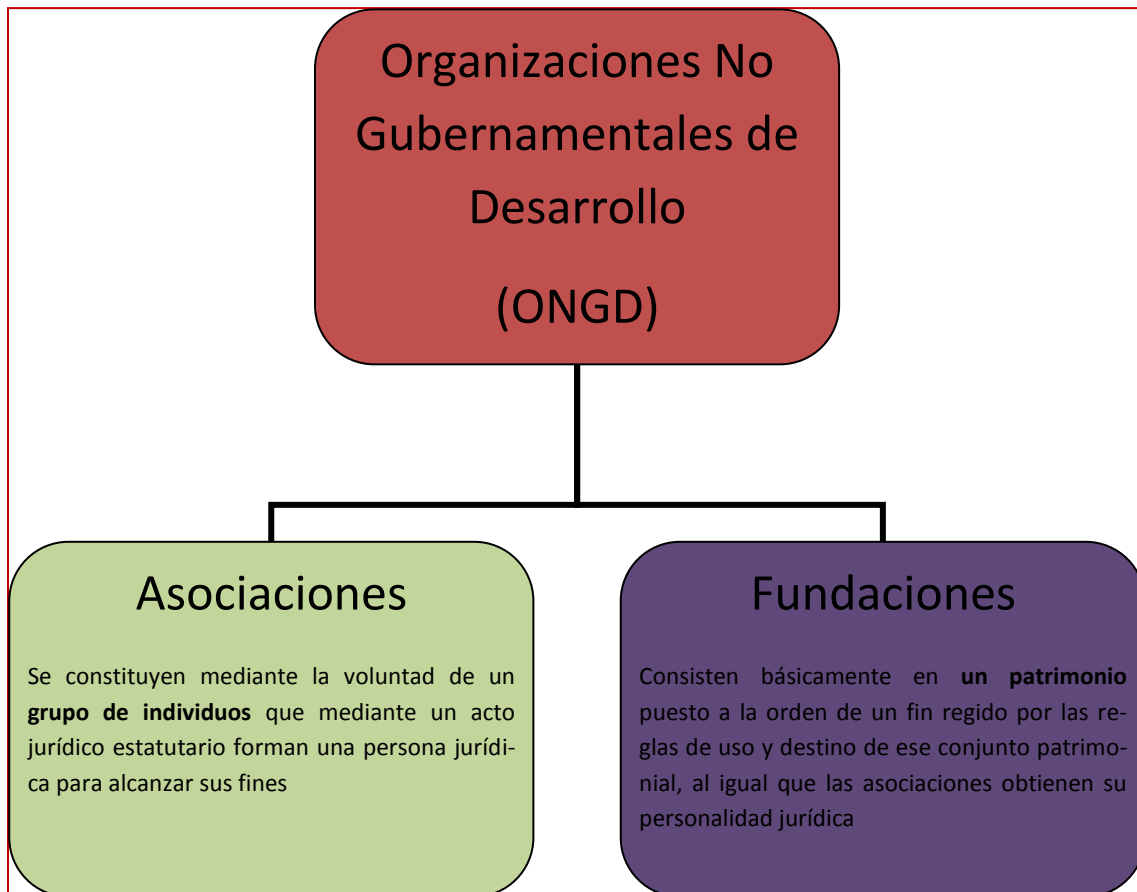 Organizaciones No
Gubernamentales de
Desarrollo
(ONGD)
Asociaciones
Se constituyen mediante la voluntad de un
grupo de individuos que mediante un acto
jurídico estatutario forman una persona jurídi-
ca para alcanzar sus fines
Fundaciones
Consisten básicamente en un patrimonio
puesto a la orden de un fin regido por las re-
glas de uso y destino de ese conjunto patrimo-
nial, al igual que las asociaciones obtienen su
personalidad jurídica